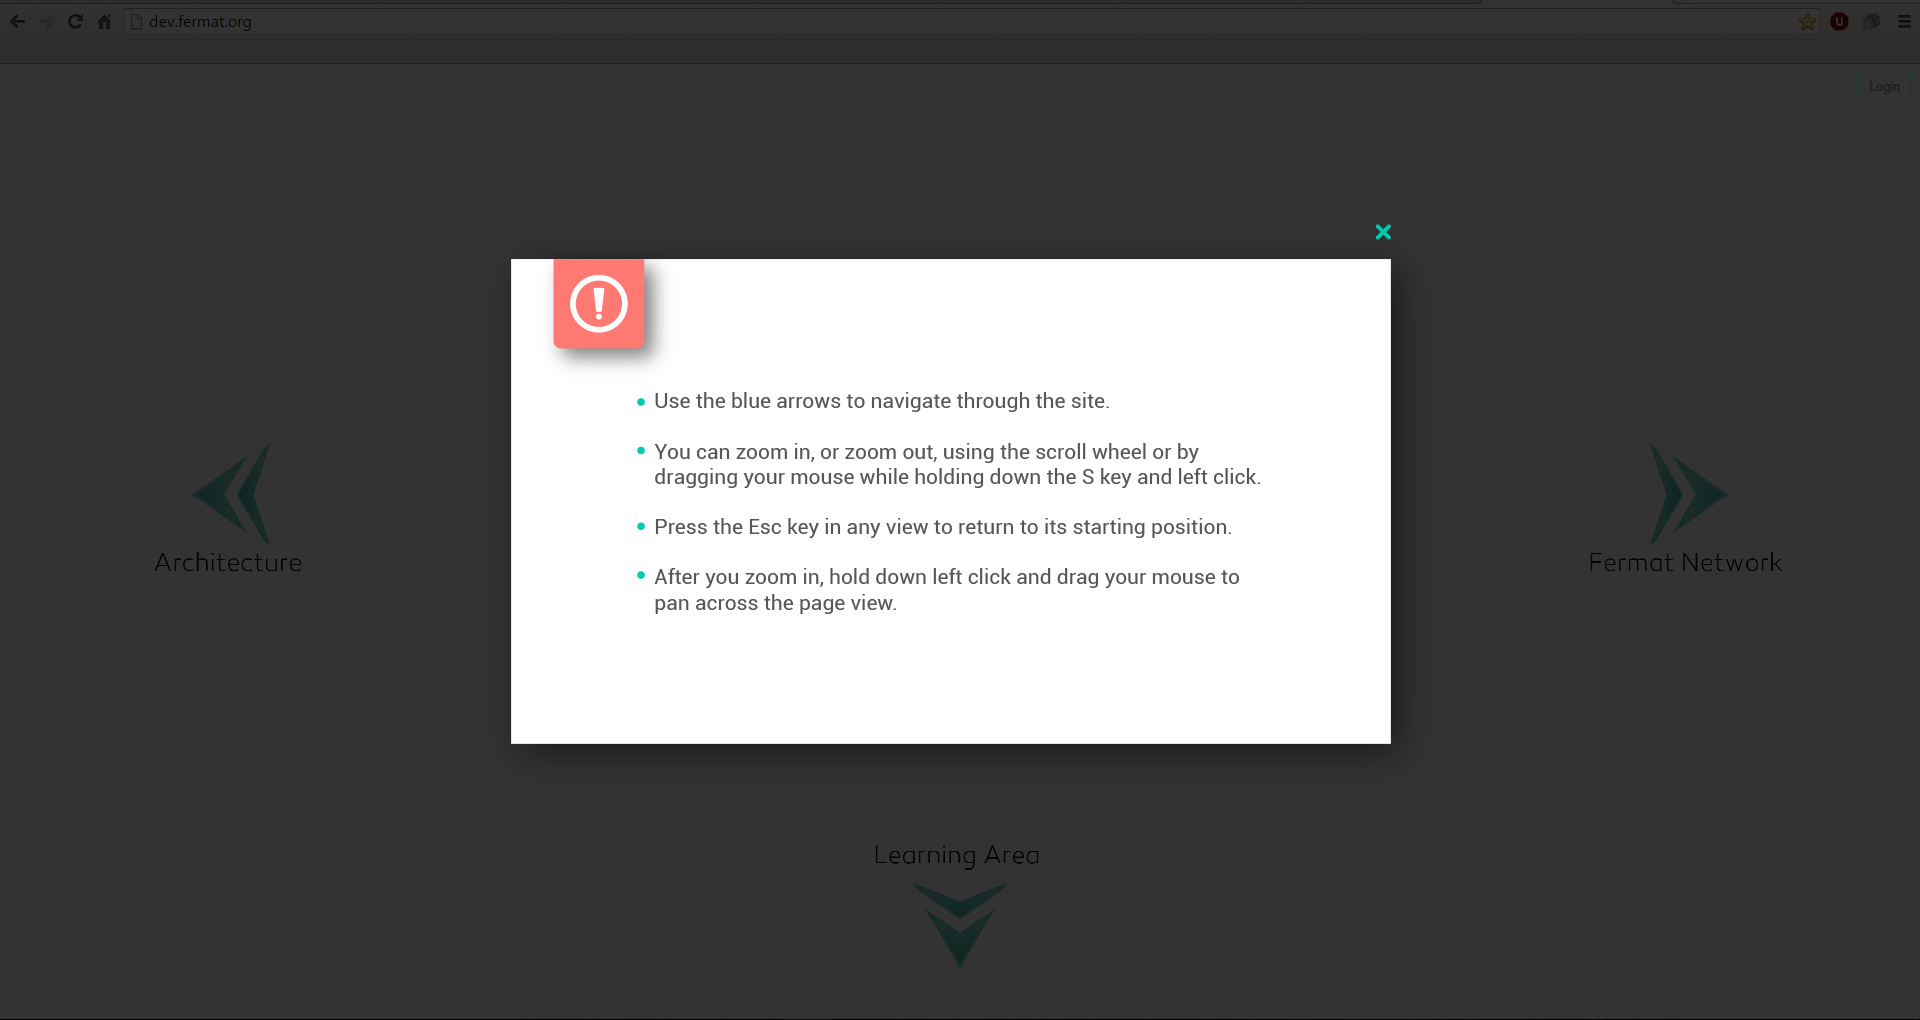 dev.fermat.org
Login
Use the blue arrows to navigate through the site.
You can zoom in, or zoom out, using the scroll wheel or by
dragging your mouse while holding down the S key and left click.
Press the Esc key in any view to return to its starting position.
After you zoom in, hold down left click and drag your mouse to
pan across the page view.
Architecture
Fermat Network
Learning Area